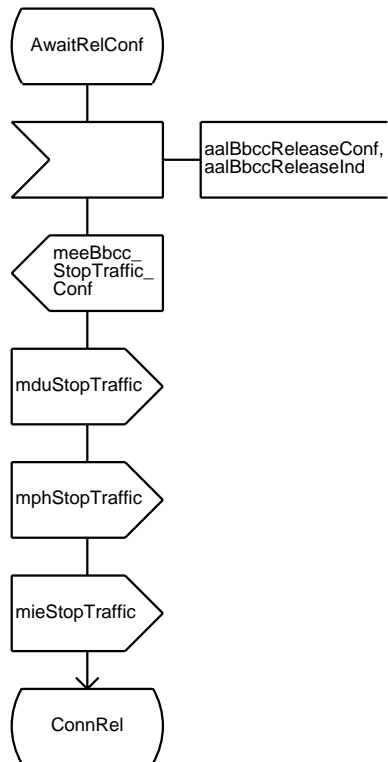 AwaitRelConf
aalBbccReleaseConf,
aalBbccReleaseInd
meeBbcc_
StopTraffic_
Conf
mduStopTraffic
mphStopTraffic
mieStopTraffic
ConnRel